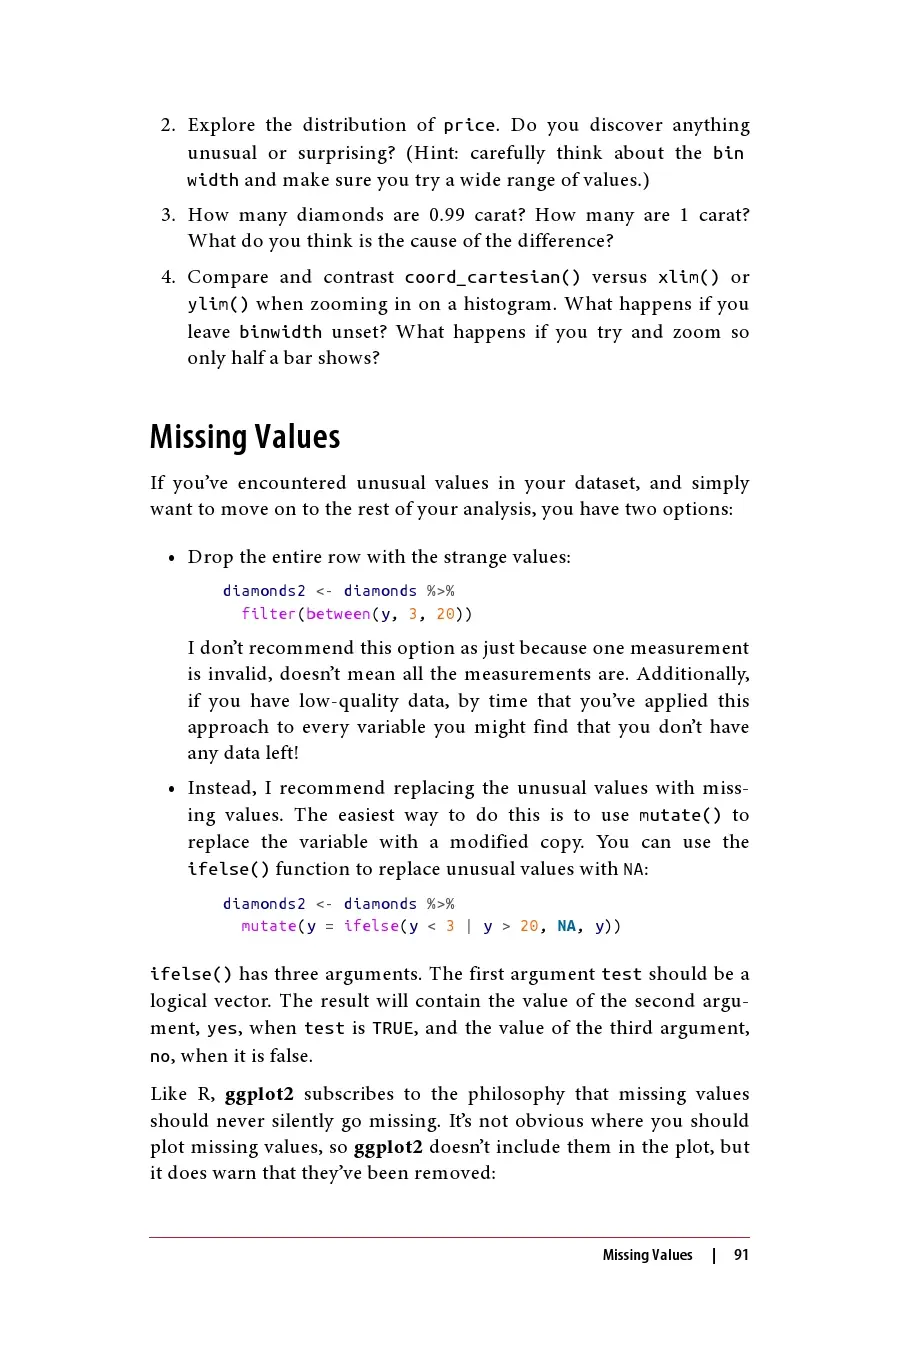 2. Explore the distribution of price. Do you discover anything
unusual or surprising? (Hint: carefully think about the bin
width and make sure you try a wide range of values.)
3. How many diamonds are 0.99 carat? How many are 1 carat?
What do you think is the cause of the difference?
4. Compare and contrast coord_cartesian() versus xlim() or
ylim() when zooming in on a histogram. What happens if you
leave binwidth unset? What happens if you try and zoom so
only half a bar shows?
Missing Values
If you’ve encountered unusual values in your dataset, and simply
want to move on to the rest of your analysis, you have two options:
• Drop the entire row with the strange values:
diamonds2 <- diamonds %>%
filter(between(y, 3, 20))
I don’t recommend this option as just because one measurement
is invalid, doesn’t mean all the measurements are. Additionally,
if you have low-quality data, by time that you’ve applied this
approach to every variable you might find that you don’t have
any data left!
• Instead, I recommend replacing the unusual values with miss-
ing values. The easiest way to do this is to use mutate() to
replace the variable with a modified copy. You can use the
ifelse() function to replace unusual values with NA:
diamonds2 <- diamonds %>%
mutate(y = ifelse(y < 3 | y > 20, NA, y))
ifelse() has three arguments. The first argument test should be a
logical vector. The result will contain the value of the second argu-
ment, yes, when test is TRUE, and the value of the third argument,
no, when it is false.
Like R, ggplot2 subscribes to the philosophy that missing values
should never silently go missing. It’s not obvious where you should
plot missing values, so ggplot2 doesn’t include them in the plot, but
it does warn that they’ve been removed:
Missing Values | 91